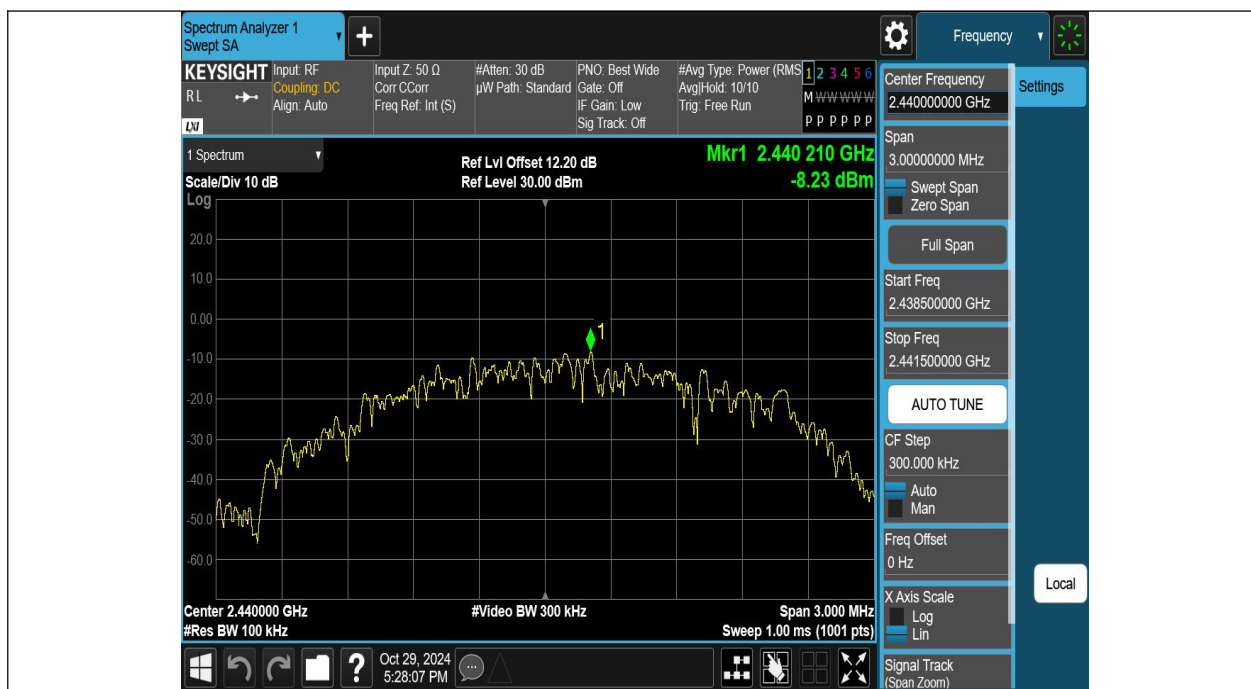 Spectrum Analyzer 1
Swept SA
Frequency
KEYSIGHT
RL
LXI
Input: RF
Coupling: DC
Align: Auto
Input Z: 50 Ω
Corr CCorr
Freq Ref: Int (S)
#Atten: 30 dB
µW Path: Standard
PNO: Best Wide
Gate: Off
IF Gain: Low
Sig Track: Off
#Avg Type: Power (RMS
Avg|Hold: 10/10
Trig: Free Run
1 2 3 4 5 6
M W W W W W
P P P P P P
1 Spectrum
Scale/Div 10 dB
Log
Ref Lvl Offset 12.20 dB
Ref Level 30.00 dBm
Mkr1 2.440 210 GHz
-8.23 dBm
20.0
10.0
0.00
-10.0
-20.0
-30.0
-40.0
-50.0
-60.0
1
Center 2.440000 GHz
#Video BW 300 kHz
Span 3.000 MHz
#Res BW 100 kHz
Sweep 1.00 ms (1001 pts)
?
Oct 29, 2024
5:28:07 PM
Center Frequency
2.440000000 GHz
Settings
Span
3.00000000 MHz
Swept Span
Zero Span
Full Span
Start Freq
2.438500000 GHz
Stop Freq
2.441500000 GHz
AUTO TUNE
CF Step
300.000 kHz
Auto
Man
Freq Offset
0 Hz
Local
X Axis Scale
Log
Lin
Signal Track
(Span Zoom)